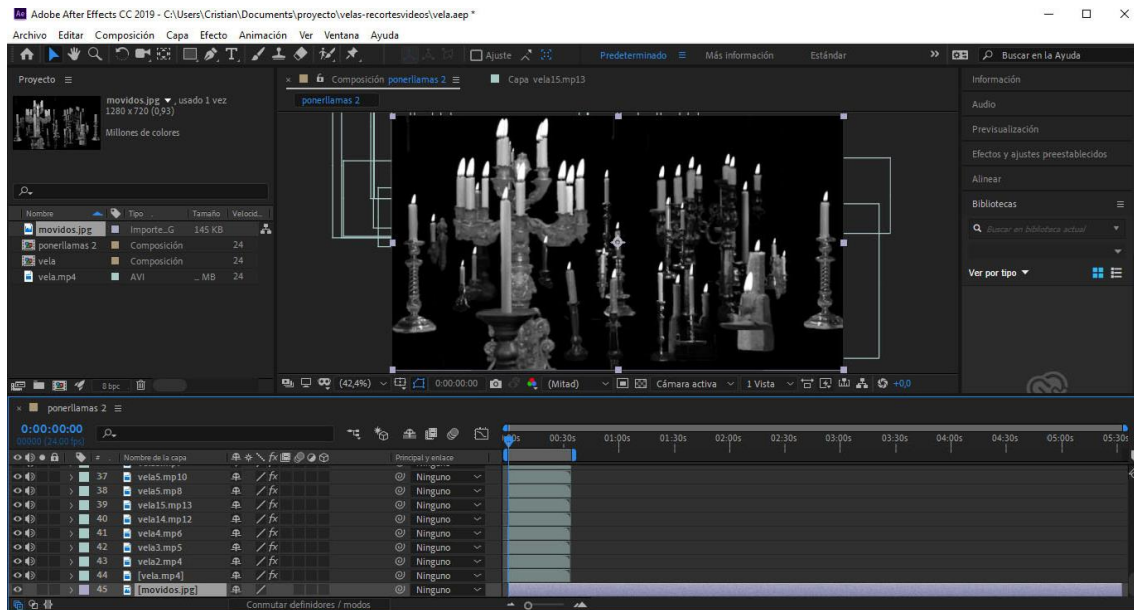 Ae Adobe After Effects CC 2019 - C:\Users\Cristian\Documents\proyecto\velas-recortesvideos\vela.aep *
Archivo Editar Composición Capa Efecto Animación Ver Ventana Ayuda
Ajuste Predeterminado Más información Estándar Buscar en la Ayuda
Proyecto
movidos.jpg , usado 1 vez
1280 x 720 (0,93)
Millones de colores
Nombre Tipo Tamaño Velocid...
movidos.jpg Importe...G 145 KB
ponerllamas 2 Composición 24
vela Composición 24
vela.mp4 AVI ... MB 24
8 bpc
Composición ponerllamas 2 Capa vela15.mp13
ponerllamas 2
(42,4%) 0:00:00:00 (Mitad) Cámara activa 1 Vista +0,0
Información
Audio
Previsualización
Efectos y ajustes preestablecidos
Alinear
Bibliotecas
Buscar en biblioteca actual
Ver por tipo
ponerllamas 2
0:00:00:00
00000 (24.00 fps)
00:30s 01:00s 01:30s 02:00s 02:30s 03:00s 03:30s 04:00s 04:30s 05:00s 05:30s
# Nombre de la capa Principal y enlace
37 vela5.mp10 Ninguno
38 vela5.mp8 Ninguno
39 vela15.mp13 Ninguno
40 vela14.mp12 Ninguno
41 vela4.mp6 Ninguno
42 vela3.mp5 Ninguno
43 vela2.mp4 Ninguno
44 [vela.mp4] Ninguno
45 [movidos.jpg] Ninguno
Conmutar definidores / modos